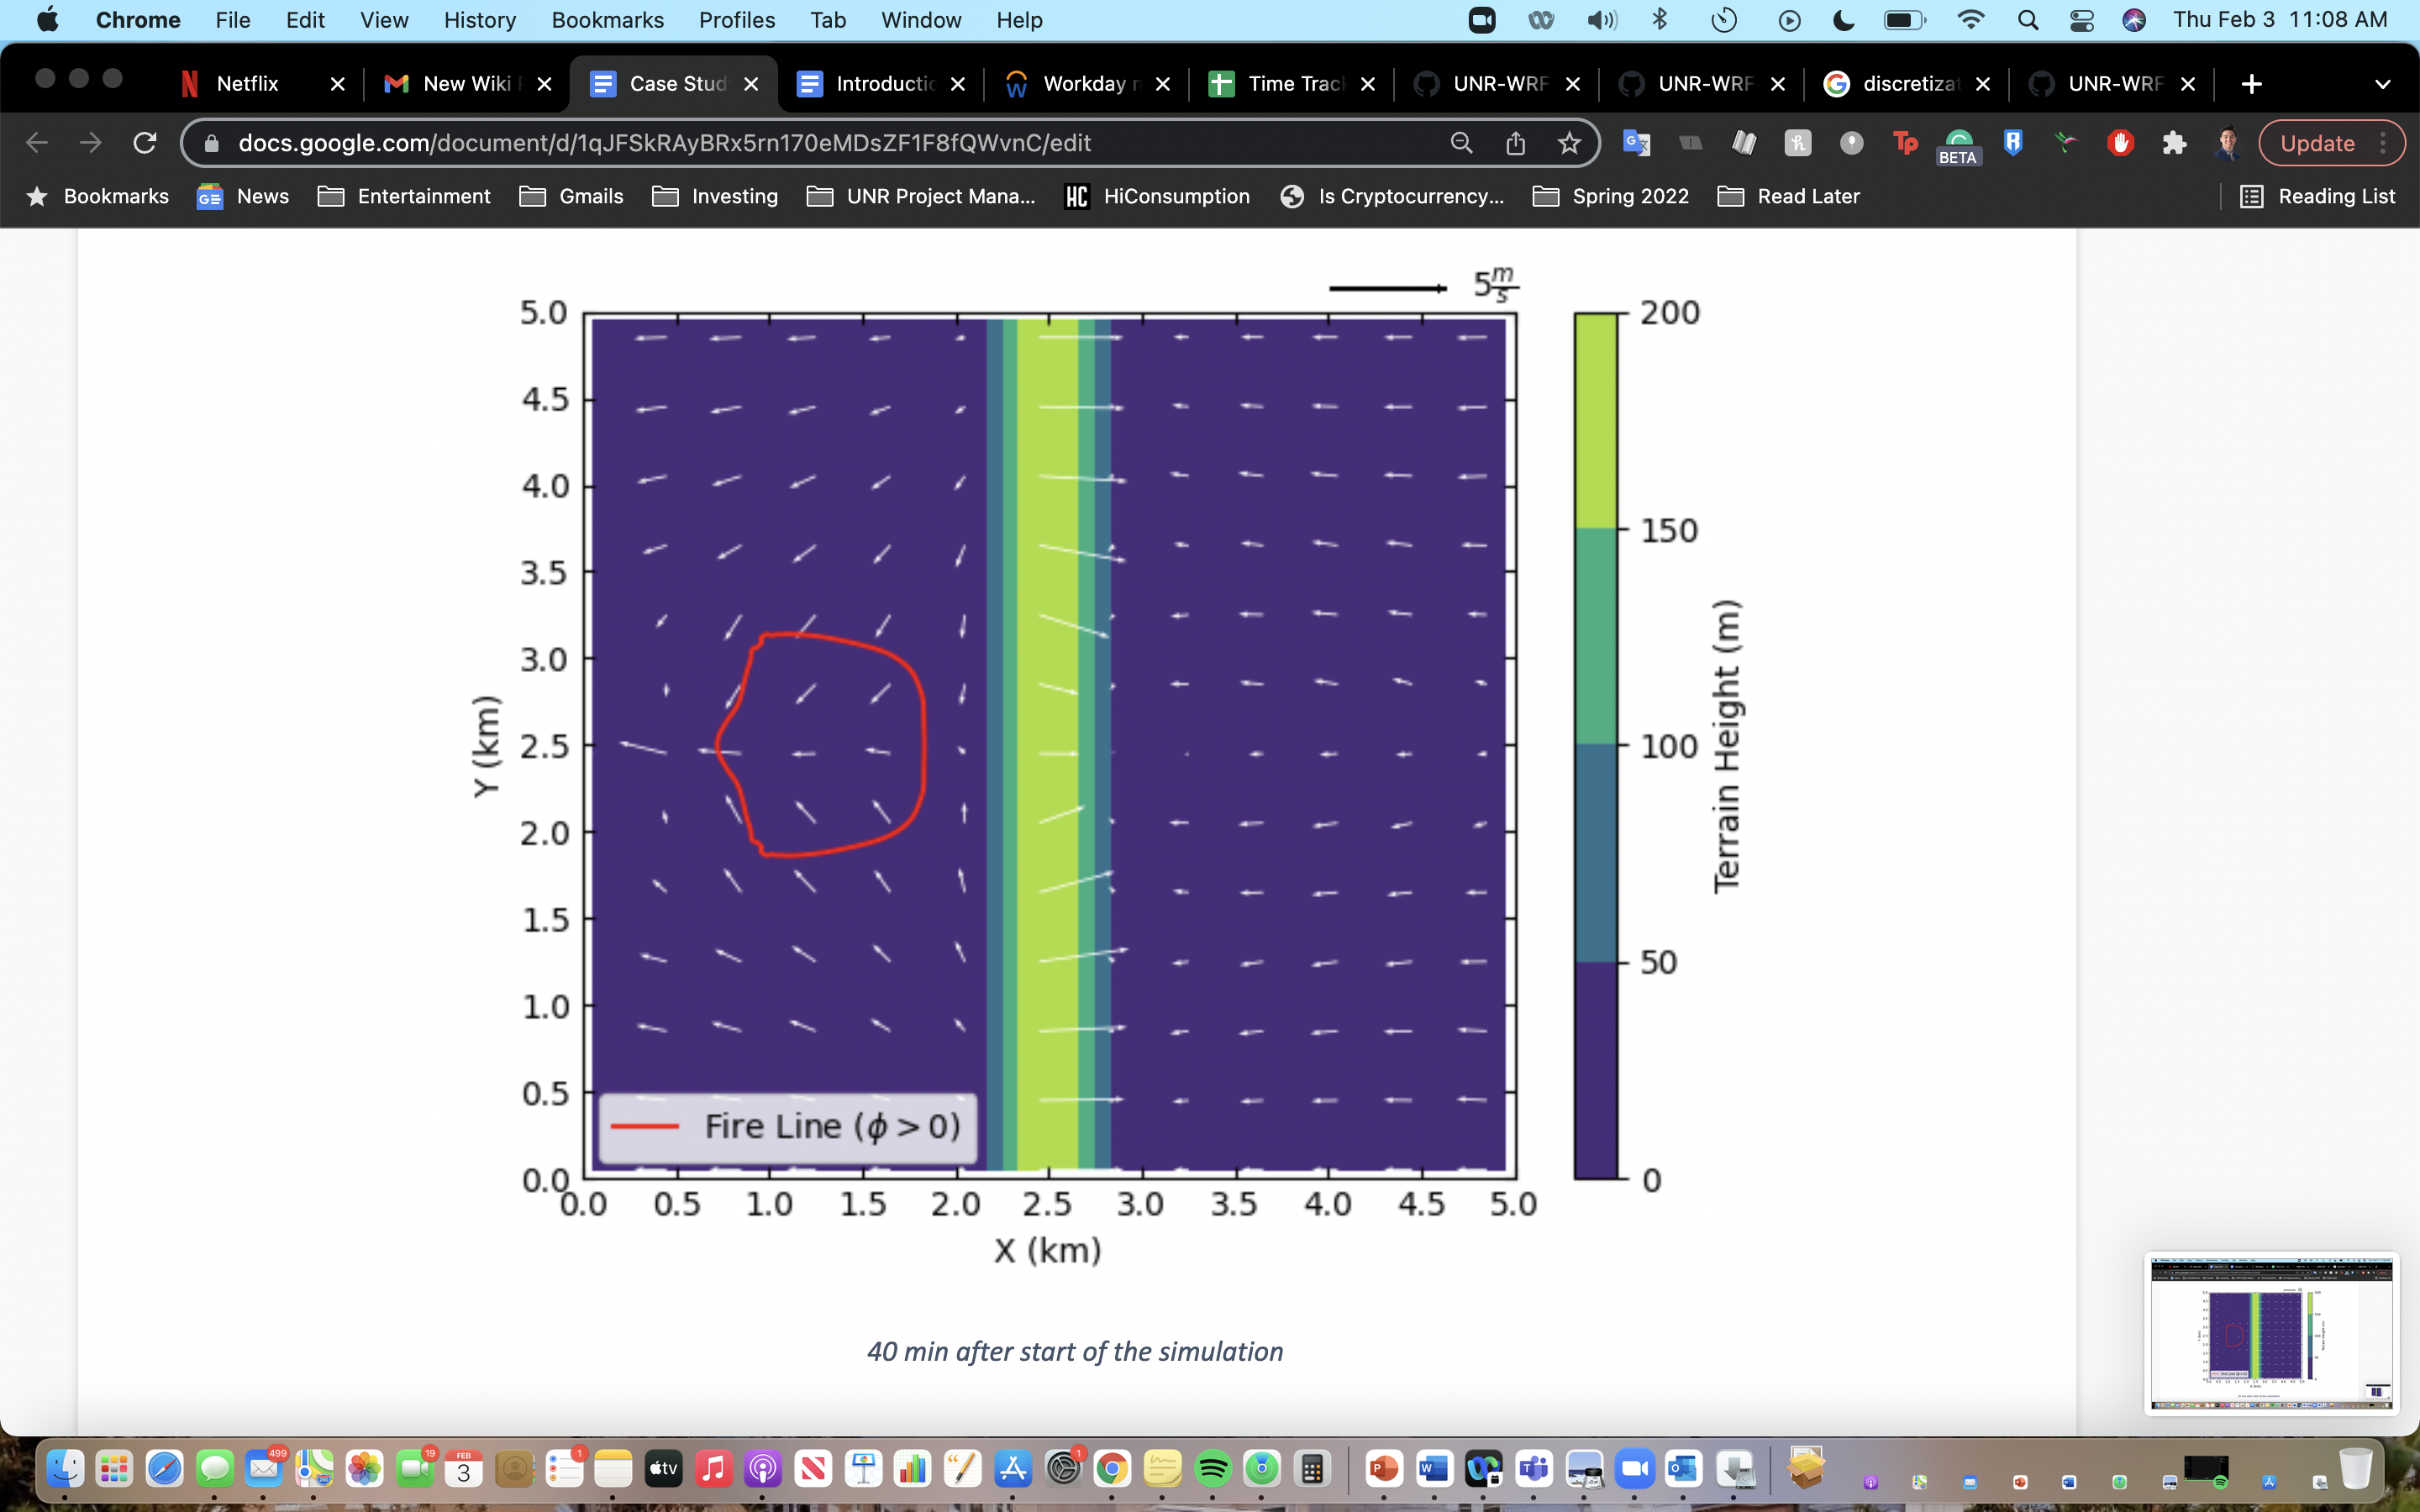 Chrome File Edit View History Bookmarks Profiles Tab Window Help Thu Feb 3 11:08 AM
Netflix New Wiki Case Stud Introductio Workday Time Track UNR-WRF UNR-WRF discretizat UNR-WRF
docs.google.com/document/d/1qJFSkRAyBRx5rn170eMDsZF1F8fQWvnC/edit Tp BETA Update
Bookmarks News Entertainment Gmails Investing UNR Project Mana... HC HiConsumption Is Cryptocurrency... Spring 2022 Read Later Reading List
5 m/s
5.0
4.5
4.0
3.5
3.0
2.5
2.0
1.5
1.0
0.5
0.0
Y (km)
Fire Line (ϕ > 0)
0.0 0.5 1.0 1.5 2.0 2.5 3.0 3.5 4.0 4.5 5.0
X (km)
200
150
100
50
0
Terrain Height (m)
40 min after start of the simulation
499 19 FEB 3 1 tv 1